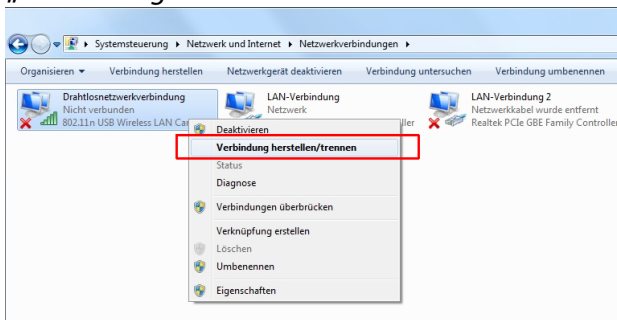 Systemsteuerung ▸ Netzwerk und Internet ▸ Netzwerkverbindungen ▸
Organisieren ▾ Verbindung herstellen Netzwerkgerät deaktivieren Verbindung untersuchen Verbindung umbenennen
Drahtlosnetzwerkverbindung
Nicht verbunden
802.11n USB Wireless LAN Car
LAN-Verbindung
Netzwerk
ller
LAN-Verbindung 2
Netzwerkkabel wurde entfernt
Realtek PCIe GBE Family Controller
Deaktivieren
Verbindung herstellen/trennen
Status
Diagnose
Verbindungen überbrücken
Verknüpfung erstellen
Löschen
Umbenennen
Eigenschaften